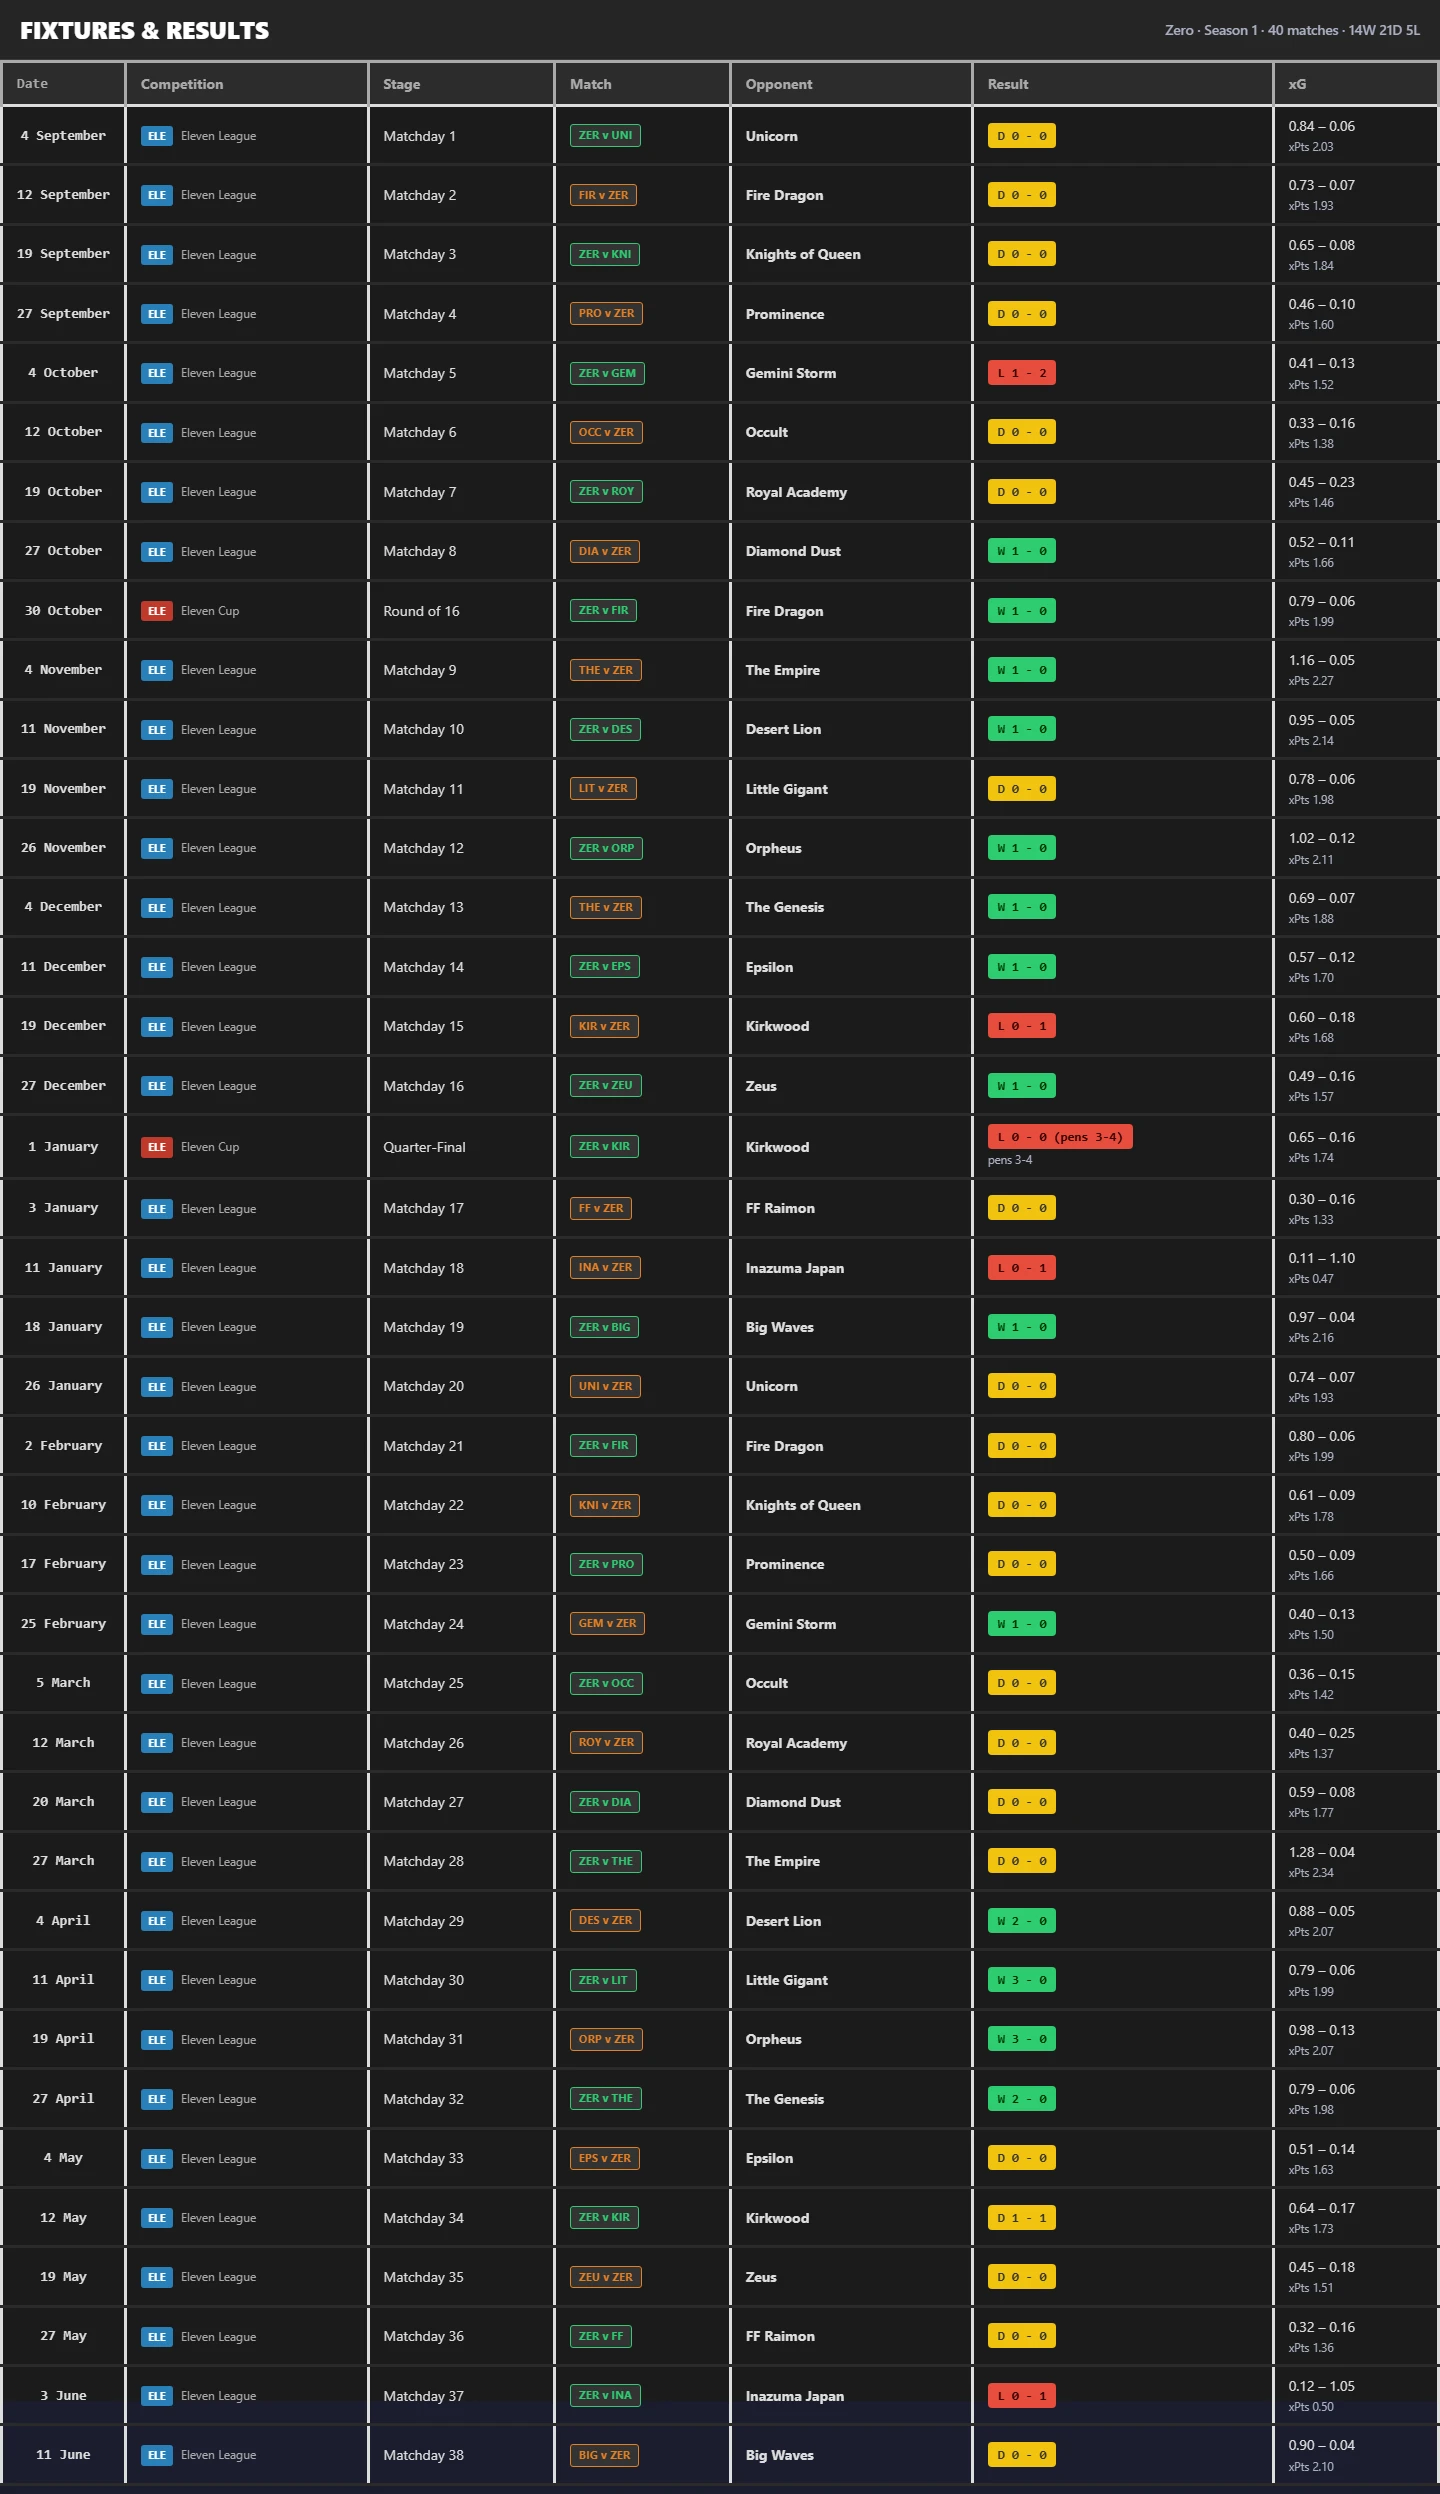 FIXTURES & RESULTS
Zero · Season 1 · 40 matches · 14W 21D 5L
Date Competition Stage Match Opponent Result xG
4 September ELE Eleven League Matchday 1 ZER v UNI Unicorn D 0 - 0 0.84 – 0.06
xPts 2.03
12 September ELE Eleven League Matchday 2 FIR v ZER Fire Dragon D 0 - 0 0.73 – 0.07
xPts 1.93
19 September ELE Eleven League Matchday 3 ZER v KNI Knights of Queen D 0 - 0 0.65 – 0.08
xPts 1.84
27 September ELE Eleven League Matchday 4 PRO v ZER Prominence D 0 - 0 0.46 – 0.10
xPts 1.60
4 October ELE Eleven League Matchday 5 ZER v GEM Gemini Storm L 1 - 2 0.41 – 0.13
xPts 1.52
12 October ELE Eleven League Matchday 6 OCC v ZER Occult D 0 - 0 0.33 – 0.16
xPts 1.38
19 October ELE Eleven League Matchday 7 ZER v ROY Royal Academy D 0 - 0 0.45 – 0.23
xPts 1.46
27 October ELE Eleven League Matchday 8 DIA v ZER Diamond Dust W 1 - 0 0.52 – 0.11
xPts 1.66
30 October ELE Eleven Cup Round of 16 ZER v FIR Fire Dragon W 1 - 0 0.79 – 0.06
xPts 1.99
4 November ELE Eleven League Matchday 9 THE v ZER The Empire W 1 - 0 1.16 – 0.05
xPts 2.27
11 November ELE Eleven League Matchday 10 ZER v DES Desert Lion W 1 - 0 0.95 – 0.05
xPts 2.14
19 November ELE Eleven League Matchday 11 LIT v ZER Little Gigant D 0 - 0 0.78 – 0.06
xPts 1.98
26 November ELE Eleven League Matchday 12 ZER v ORP Orpheus W 1 - 0 1.02 – 0.12
xPts 2.11
4 December ELE Eleven League Matchday 13 THE v ZER The Genesis W 1 - 0 0.69 – 0.07
xPts 1.88
11 December ELE Eleven League Matchday 14 ZER v EPS Epsilon W 1 - 0 0.57 – 0.12
xPts 1.70
19 December ELE Eleven League Matchday 15 KIR v ZER Kirkwood L 0 - 1 0.60 – 0.18
xPts 1.68
27 December ELE Eleven League Matchday 16 ZER v ZEU Zeus W 1 - 0 0.49 – 0.16
xPts 1.57
1 January ELE Eleven Cup Quarter-Final ZER v KIR Kirkwood L 0 - 0 (pens 3-4) 0.65 – 0.16
pens 3-4 xPts 1.74
3 January ELE Eleven League Matchday 17 FF v ZER FF Raimon D 0 - 0 0.30 – 0.16
xPts 1.33
11 January ELE Eleven League Matchday 18 INA v ZER Inazuma Japan L 0 - 1 0.11 – 1.10
xPts 0.47
18 January ELE Eleven League Matchday 19 ZER v BIG Big Waves W 1 - 0 0.97 – 0.04
xPts 2.16
26 January ELE Eleven League Matchday 20 UNI v ZER Unicorn D 0 - 0 0.74 – 0.07
xPts 1.93
2 February ELE Eleven League Matchday 21 ZER v FIR Fire Dragon D 0 - 0 0.80 – 0.06
xPts 1.99
10 February ELE Eleven League Matchday 22 KNI v ZER Knights of Queen D 0 - 0 0.61 – 0.09
xPts 1.78
17 February ELE Eleven League Matchday 23 ZER v PRO Prominence D 0 - 0 0.50 – 0.09
xPts 1.66
25 February ELE Eleven League Matchday 24 GEM v ZER Gemini Storm W 1 - 0 0.40 – 0.13
xPts 1.50
5 March ELE Eleven League Matchday 25 ZER v OCC Occult D 0 - 0 0.36 – 0.15
xPts 1.42
12 March ELE Eleven League Matchday 26 ROY v ZER Royal Academy D 0 - 0 0.40 – 0.25
xPts 1.37
20 March ELE Eleven League Matchday 27 ZER v DIA Diamond Dust D 0 - 0 0.59 – 0.08
xPts 1.77
27 March ELE Eleven League Matchday 28 ZER v THE The Empire D 0 - 0 1.28 – 0.04
xPts 2.34
4 April ELE Eleven League Matchday 29 DES v ZER Desert Lion W 2 - 0 0.88 – 0.05
xPts 2.07
11 April ELE Eleven League Matchday 30 ZER v LIT Little Gigant W 3 - 0 0.79 – 0.06
xPts 1.99
19 April ELE Eleven League Matchday 31 ORP v ZER Orpheus W 3 - 0 0.98 – 0.13
xPts 2.07
27 April ELE Eleven League Matchday 32 ZER v THE The Genesis W 2 - 0 0.79 – 0.06
xPts 1.98
4 May ELE Eleven League Matchday 33 EPS v ZER Epsilon D 0 - 0 0.51 – 0.14
xPts 1.63
12 May ELE Eleven League Matchday 34 ZER v KIR Kirkwood D 1 - 1 0.64 – 0.17
xPts 1.73
19 May ELE Eleven League Matchday 35 ZEU v ZER Zeus D 0 - 0 0.45 – 0.18
xPts 1.51
27 May ELE Eleven League Matchday 36 ZER v FF FF Raimon D 0 - 0 0.32 – 0.16
xPts 1.36
3 June ELE Eleven League Matchday 37 ZER v INA Inazuma Japan L 0 - 1 0.12 – 1.05
xPts 0.50
11 June ELE Eleven League Matchday 38 BIG v ZER Big Waves D 0 - 0 0.90 – 0.04
xPts 2.10